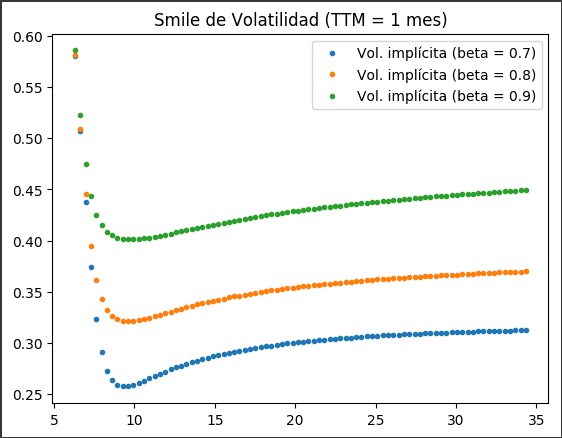 Smile de Volatilidad (TTM = 1 mes)
Vol. implícita (beta = 0.7)
Vol. implícita (beta = 0.8)
Vol. implícita (beta = 0.9)
0.60
0.55
0.50
0.45
0.40
0.35
0.30
0.25
5 10 15 20 25 30 35